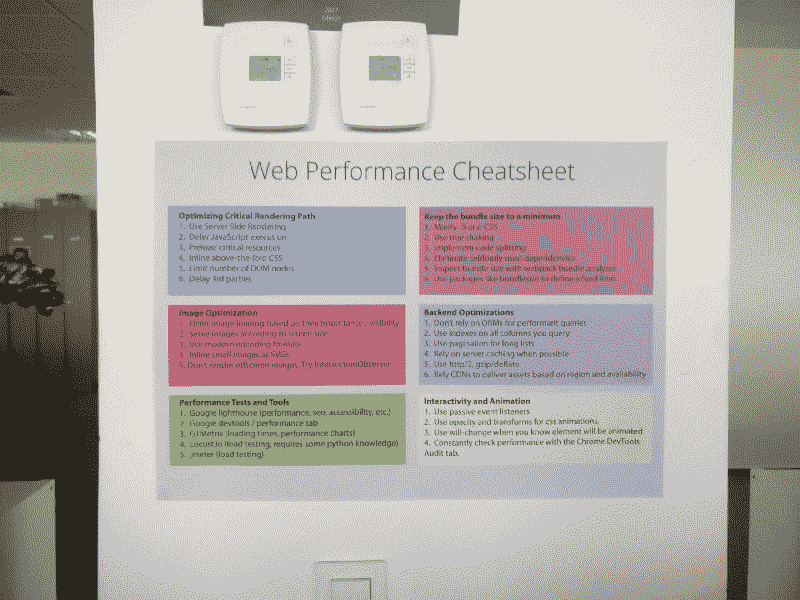 Web Performance Cheatsheet
Optimizing Critical Rendering Path
1. Use Server Side Rendering
2. Defer JavaScript execution
3. Preload critical resources
4. Inline above-the-fold CSS
5. Limit number of DOM nodes
6. Delay 3rd parties
Keep the bundle size to a minimum
1. Minify JS and CSS
2. Use tree shaking
3. Implement code splitting
4. Eliminate seldomly used dependencies
5. Inspect bundle size with webpack bundle analyzer
6. Use packages like bundlesize to define a hard limit
Image Optimization
1. Defer image loading based on their importance / visibility
2. Serve images according to screen size
3. Use modern encoding formats
4. Inline small images as SVGs
5. Don't render offscreen images. Try IntersectionObserver
Backend Optimizations
1. Don't rely on ORMs for performant queries
2. Use indexes on all columns you query
3. Use pagination for long lists
4. Rely on server caching when possible
5. Use http/2, gzip/deflate
6. Rely CDNs to deliver assets based on region and availability
Performance Tests and Tools
1. Google lighthouse (performance, seo, accessibility, etc.)
2. Google devtools / performance tab
3. GTMetrix (loading times, performance charts)
4. Locust.io (load testing, requires some python knowledge)
5. jmeter (load testing)
Interactivity and Animation
1. Use passive event listeners
2. Use opacity and transforms for css animations.
3. Use will-change when you know element will be animated
4. Constantly check performance with the Chrome DevTools
Audit tab.